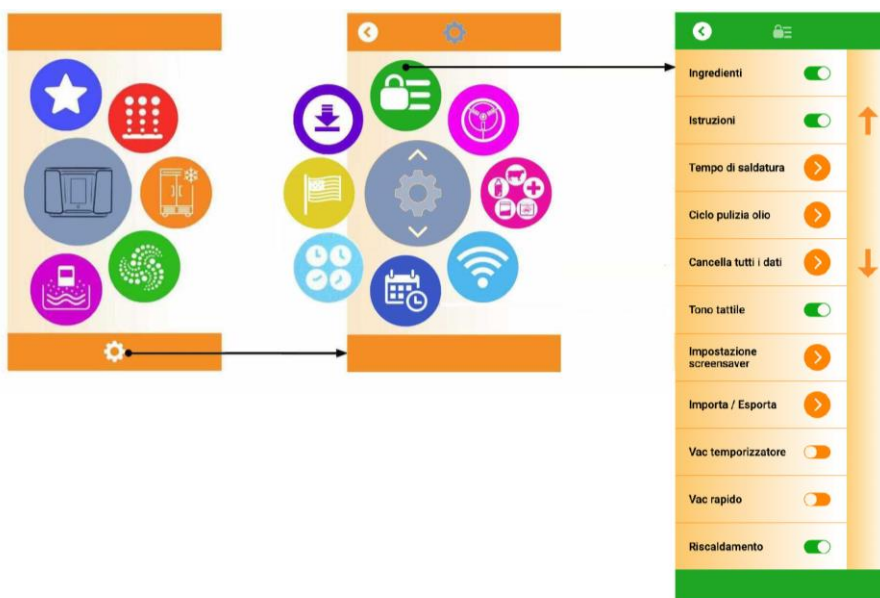 Ingredienti
Istruzioni
Tempo di saldatura
Ciclo pulizia olio
Cancella tutti i dati
Tono tattile
Impostazione
screensaver
Importa / Esporta
Vac temporizzatore
Vac rapido
Riscaldamento